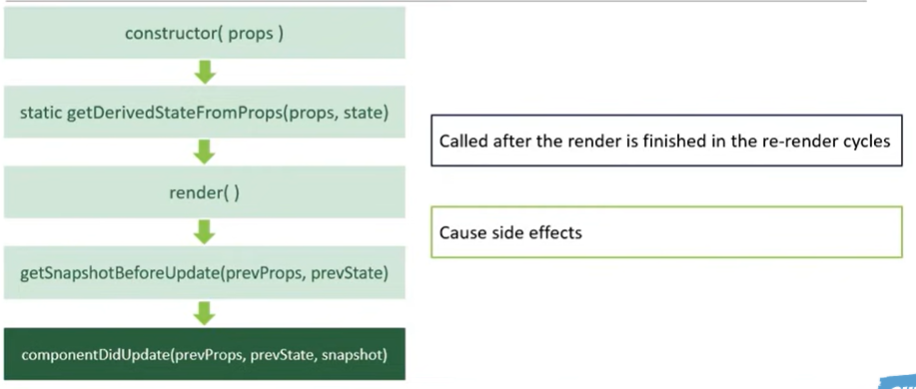 constructor( props )
static getDerivedStateFromProps(props, state)
render( )
getSnapshotBeforeUpdate(prevProps, prevState)
componentDidUpdate(prevProps, prevState, snapshot)
Called after the render is finished in the re-render cycles
Cause side effects